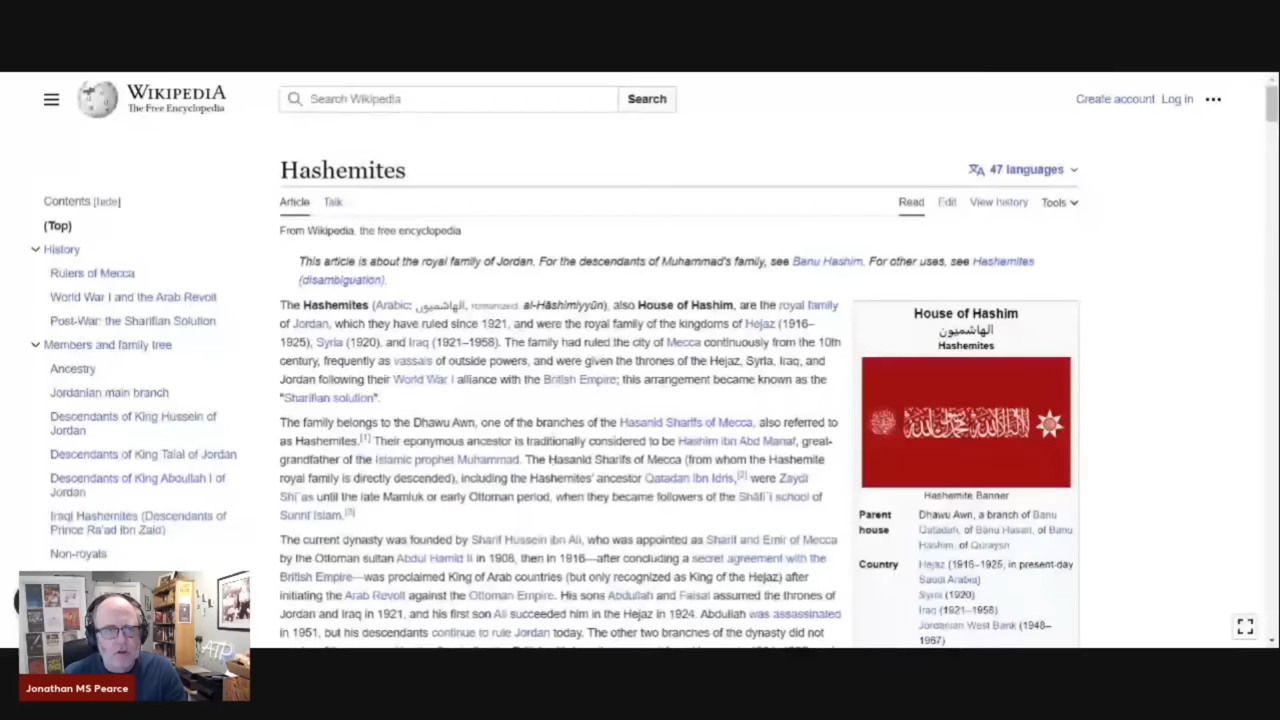 WIKIPEDIA
The Free Encyclopedia
Search Wikipedia
Search
Create account Log in
Hashemites
47 languages
Contents [hide]
(Top)
History
Rulers of Mecca
World War I and the Arab Revolt
Post-War: the Sharifian Solution
Members and family tree
Ancestry
Jordanian main branch
Descendants of King Hussein of
Jordan
Descendants of King Talal of Jordan
Descendants of King Abdullah I of
Jordan
Iraqi Hashemites (Descendants of
Prince Ra'ad ibn Zaid)
Non-royals
Article Talk
Read Edit View history Tools
From Wikipedia, the free encyclopedia
This article is about the royal family of Jordan. For the descendants of Muhammad's family, see Banu Hashim. For other uses, see Hashemites
(disambiguation).
The Hashemites (Arabic: الهاشميون, romanized: al-Hāshimiyyūn), also House of Hashim, are the royal family
of Jordan, which they have ruled since 1921, and were the royal family of the kingdoms of Hejaz (1916–
1925), Syria (1920), and Iraq (1921–1958). The family had ruled the city of Mecca continuously from the 10th
century, frequently as vassals of outside powers, and were given the thrones of the Hejaz, Syria, Iraq, and
Jordan following their World War I alliance with the British Empire; this arrangement became known as the
"Sharifian solution".
The family belongs to the Dhawu Awn, one of the branches of the Hasanid Sharifs of Mecca, also referred to
as Hashemites.[1] Their eponymous ancestor is traditionally considered to be Hashim ibn Abd Manaf, great-
grandfather of the Islamic prophet Muhammad. The Hasanid Sharifs of Mecca (from whom the Hashemite
royal family is directly descended), including the Hashemites' ancestor Qatadah ibn Idris,[2] were Zaydi
Shīʿas until the late Mamluk or early Ottoman period, when they became followers of the Shāfiʿī school of
Sunni Islam.[3]
The current dynasty was founded by Sharif Hussein ibn Ali, who was appointed as Sharif and Emir of Mecca
by the Ottoman sultan Abdul Hamid II in 1908, then in 1916—after concluding a secret agreement with the
British Empire—was proclaimed King of Arab countries (but only recognized as King of the Hejaz) after
initiating the Arab Revolt against the Ottoman Empire. His sons Abdullah and Faisal assumed the thrones of
Jordan and Iraq in 1921, and his first son Ali succeeded him in the Hejaz in 1924. Abdullah was assassinated
in 1951, but his descendants continue to rule Jordan today. The other two branches of the dynasty did not
House of Hashim
الهاشميون
Hashemites
لا إله إلا الله محمد رسول الله
Hashemite Banner
Parent house
Dhawu Awn, a branch of Banu
Qatadah, of Banu Hasan, of Banu
Hashim, of Quraysh
Country
Hejaz (1916–1925, in present-day
Saudi Arabia)
Syria (1920)
Iraq (1921–1958)
Jordanian West Bank (1948–
1967)
ATP
Jonathan MS Pearce